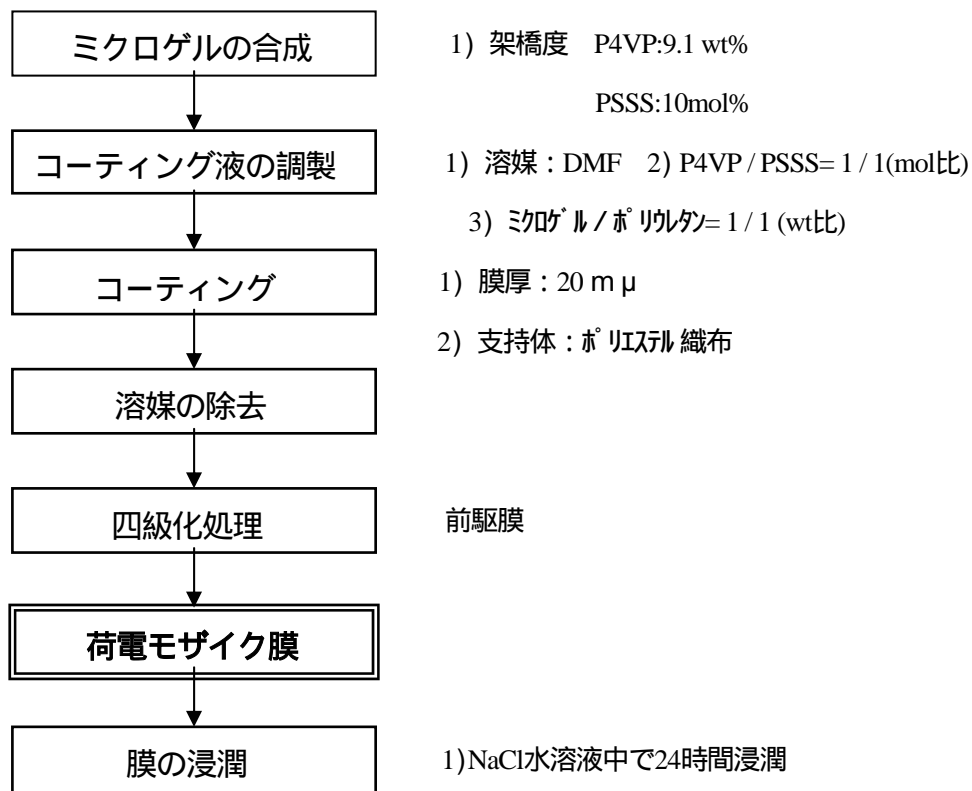 ミクロゲルの合成
1) 架橋度 P4VP:9.1 wt%
PSSS:10mol%
コーティング液の調製
1) 溶媒：DMF 2) P4VP / PSSS= 1 / 1(mol比)
3) ﾐｸﾛｹﾞﾙ / ﾎﾟﾘｳﾚﾀﾝ= 1 / 1 (wt比)
コーティング
1) 膜厚：20 m μ
2) 支持体：ﾎﾟﾘｴｽﾃﾙ 織布
溶媒の除去
四級化処理
前駆膜
荷電モザイク膜
膜の浸潤
1)NaCl水溶液中で24時間浸潤